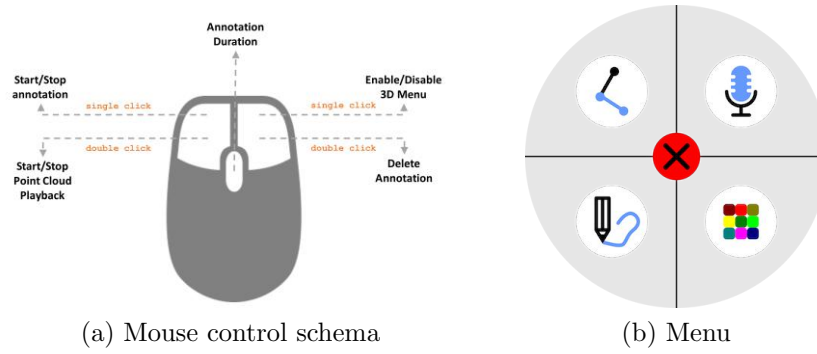 Annotation
Duration
Start/Stop
annotation
Enable/Disable
3D Menu
single click
single click
double click
double click
Start/Stop
Point Cloud
Playback
Delete
Annotation
(a) Mouse control schema
(b) Menu